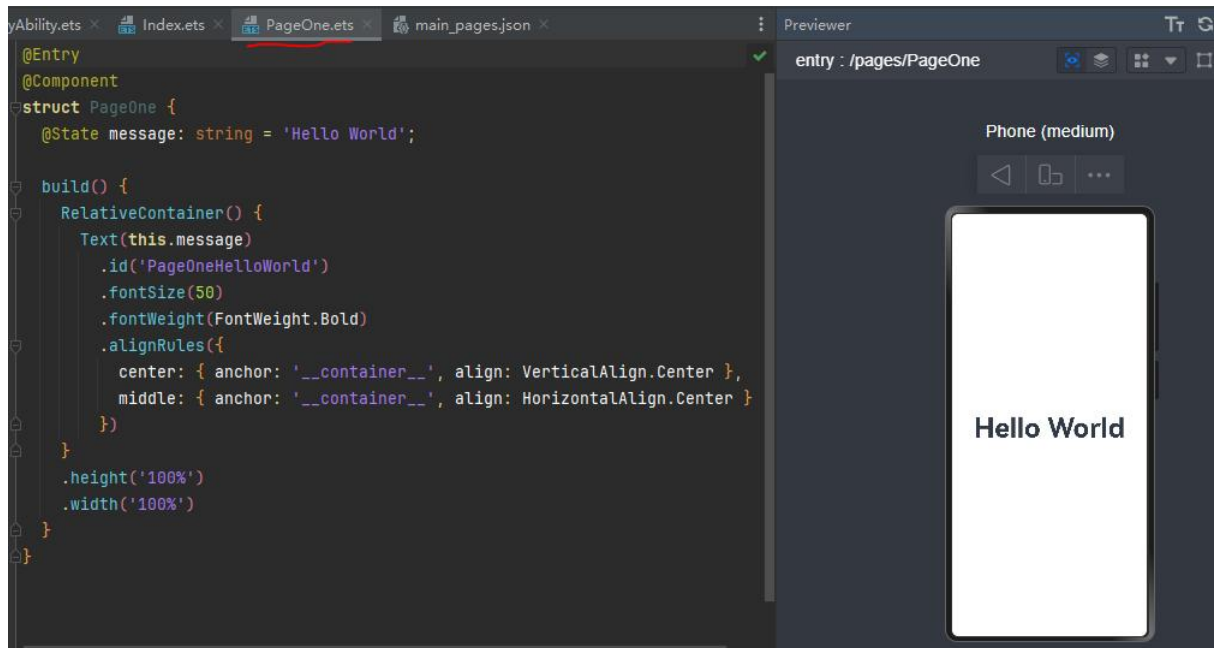 yAbility.ets Index.ets PageOne.ets main_pages.json Previewer Tт
entry : /pages/PageOne
@Entry
@Component
struct PageOne {
@State message: string = 'Hello World';
build() {
RelativeContainer() {
Text(this.message)
.id('PageOneHelloWorld')
.fontSize(50)
.fontWeight(FontWeight.Bold)
.alignRules({
center: { anchor: '__container__', align: VerticalAlign.Center },
middle: { anchor: '__container__', align: HorizontalAlign.Center }
})
}
.height('100%')
.width('100%')
}
}
Phone (medium)
Hello World